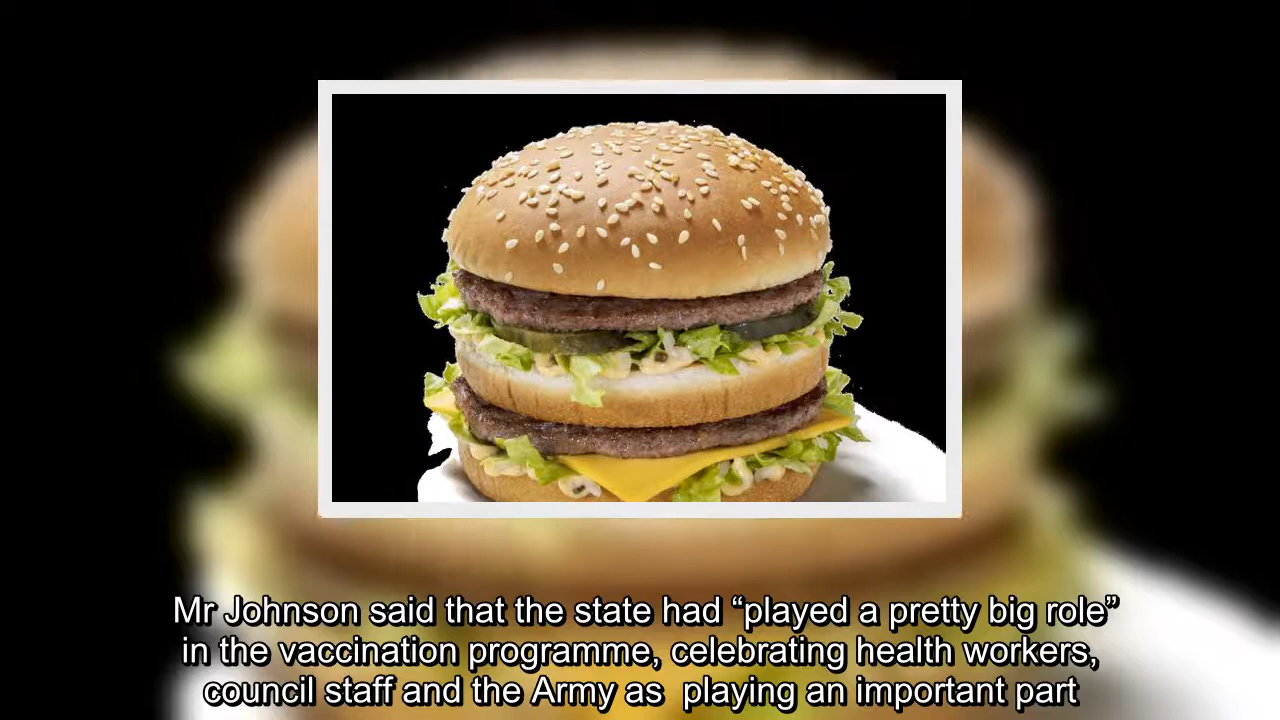 Mr Johnson said that the state had “played a pretty big role”
in the vaccination programme, celebrating health workers,
council staff and the Army as  playing an important part